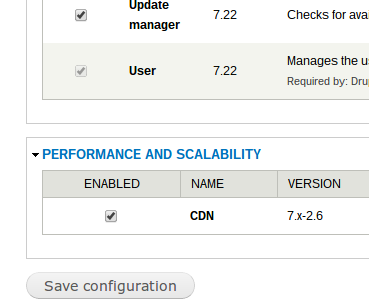 Update
manager
7.22
Checks for avai
User
7.22
Manages the us
Required by: Drup
PERFORMANCE AND SCALABILITY
ENABLED NAME VERSION
CDN 7.x-2.6
Save configuration